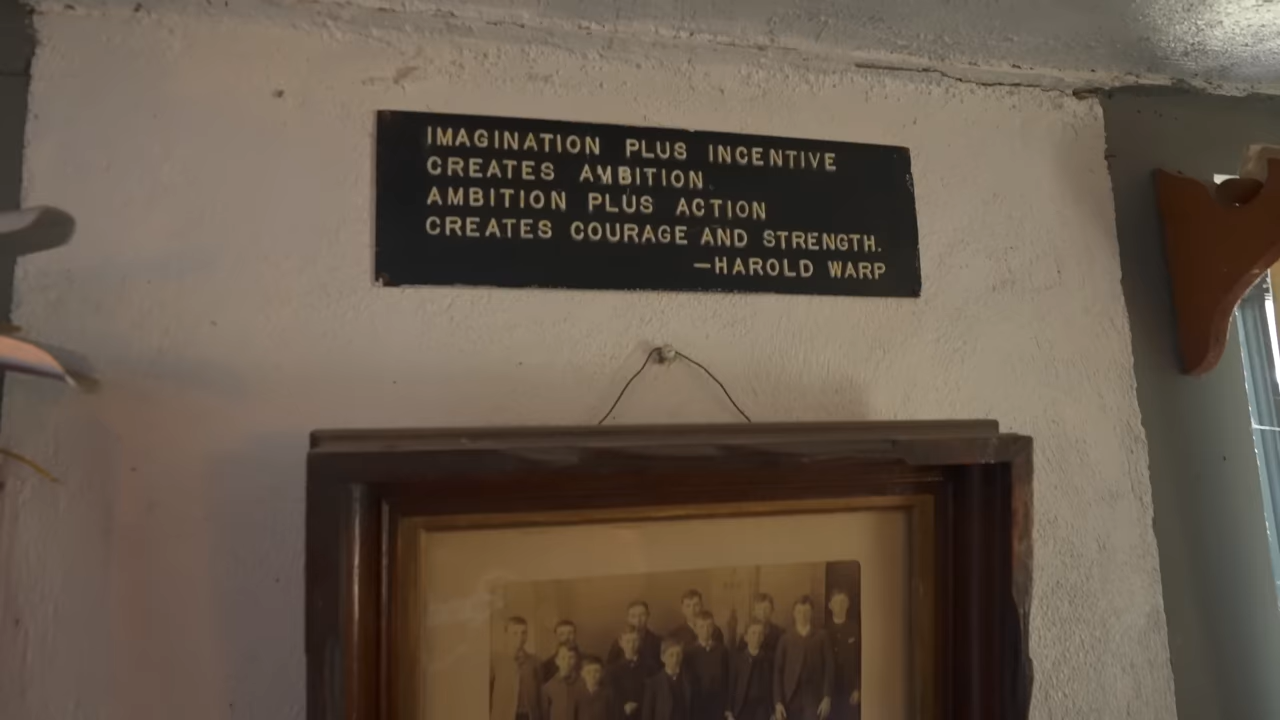 IMAGINATION PLUS INCENTIVE
CREATES AMBITION.
AMBITION PLUS ACTION
CREATES COURAGE AND STRENGTH.
—HAROLD WARP